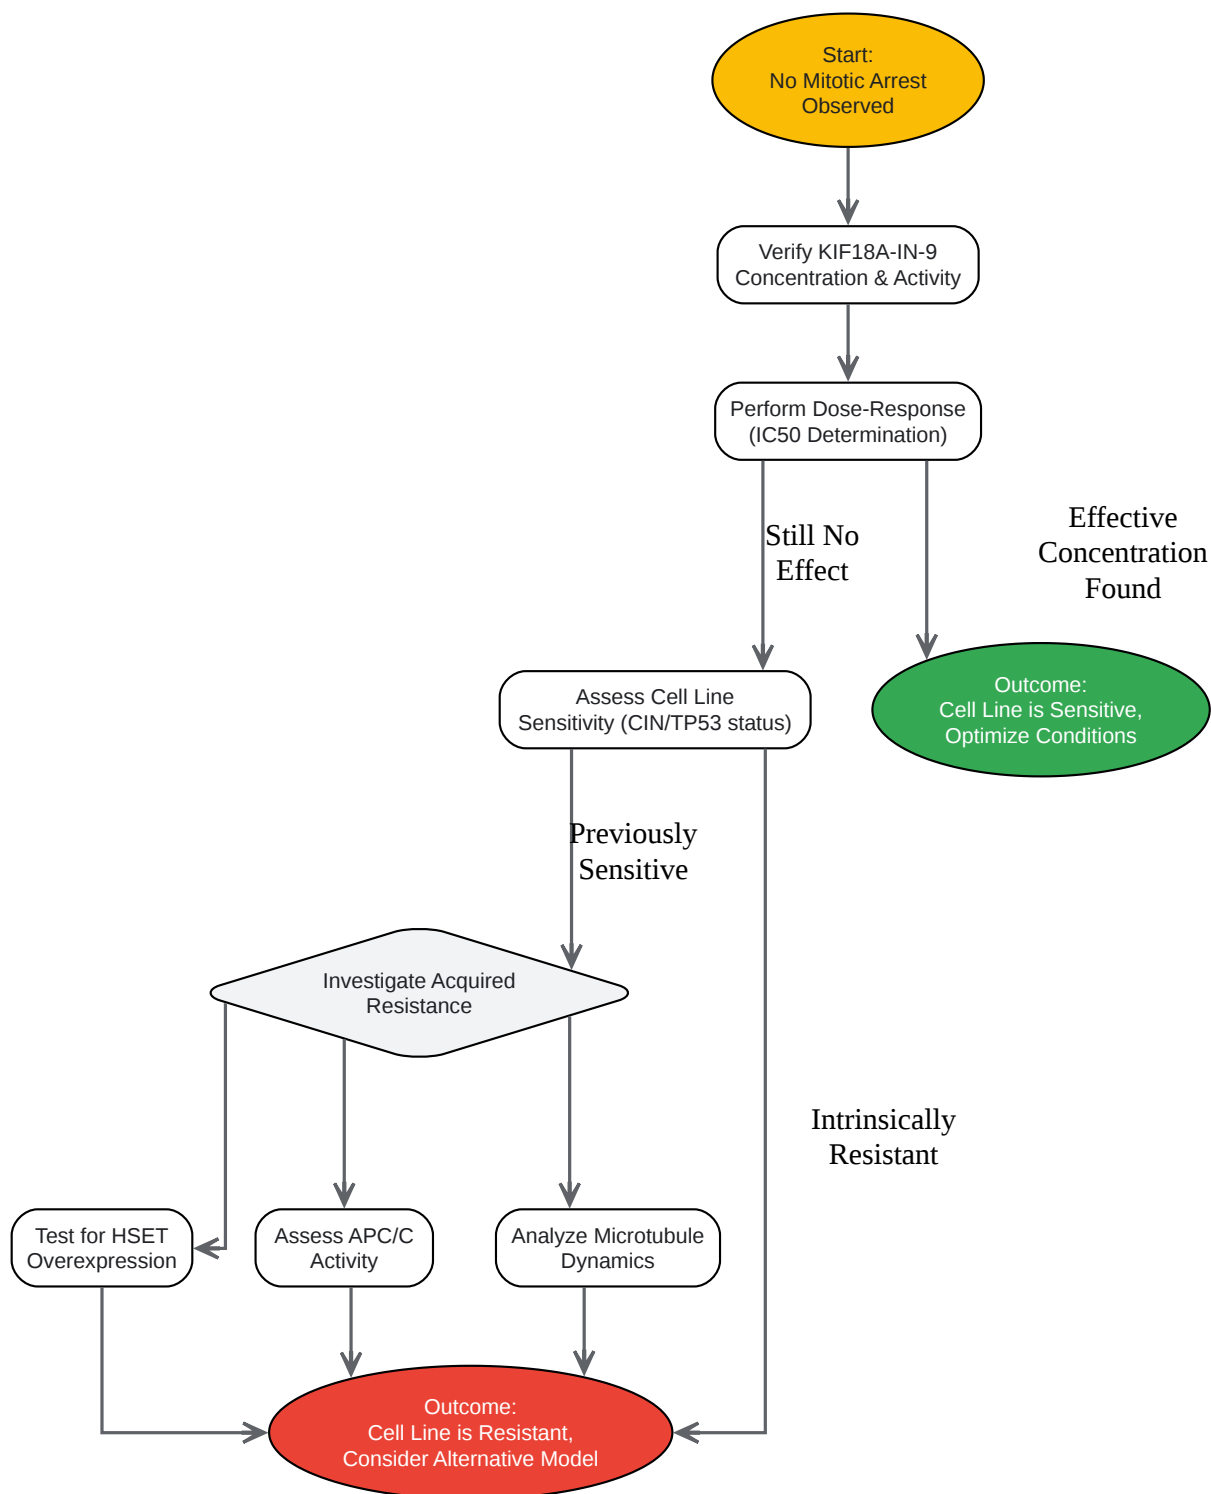 Start:
No Mitotic Arrest
Observed
Verify KIF18A-IN-9
Concentration & Activity
Perform Dose-Response
(IC50 Determination)
Still No
Effect
Effective
Concentration
Found
Assess Cell Line
Sensitivity (CIN/TP53 status)
Outcome:
Cell Line is Sensitive,
Optimize Conditions
Previously
Sensitive
Investigate Acquired
Resistance
Intrinsically
Resistant
Test for HSET
Overexpression
Assess APC/C
Activity
Analyze Microtubule
Dynamics
Outcome:
Cell Line is Resistant,
Consider Alternative Model